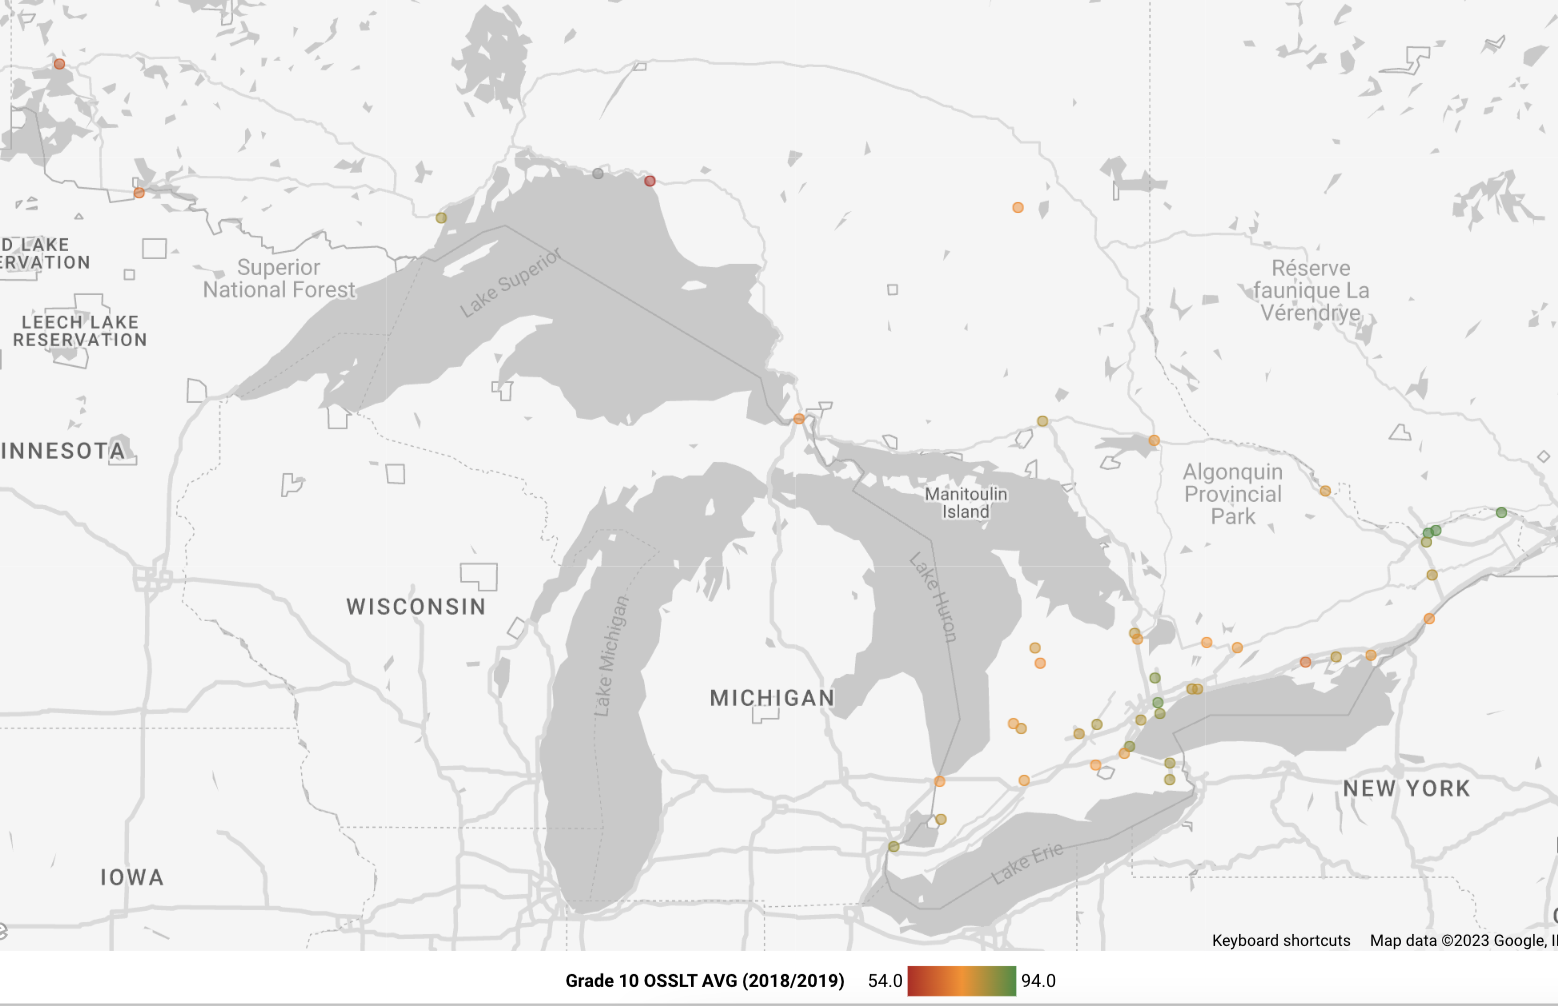 D LAKE
ERVATION
Superior
National Forest
LEECH LAKE
RESERVATION
Lake Superior
Réserve
faunique La
Vérendrye
INNESOTA
Algonquin
Provincial
Park
Manitoulin
Island
WISCONSIN
Lake Michigan
Lake Huron
MICHIGAN
NEW YORK
IOWA
Lake Erie
Keyboard shortcuts
Map data ©2023 Google, I
Grade 10 OSSLT AVG (2018/2019)
54.0
94.0